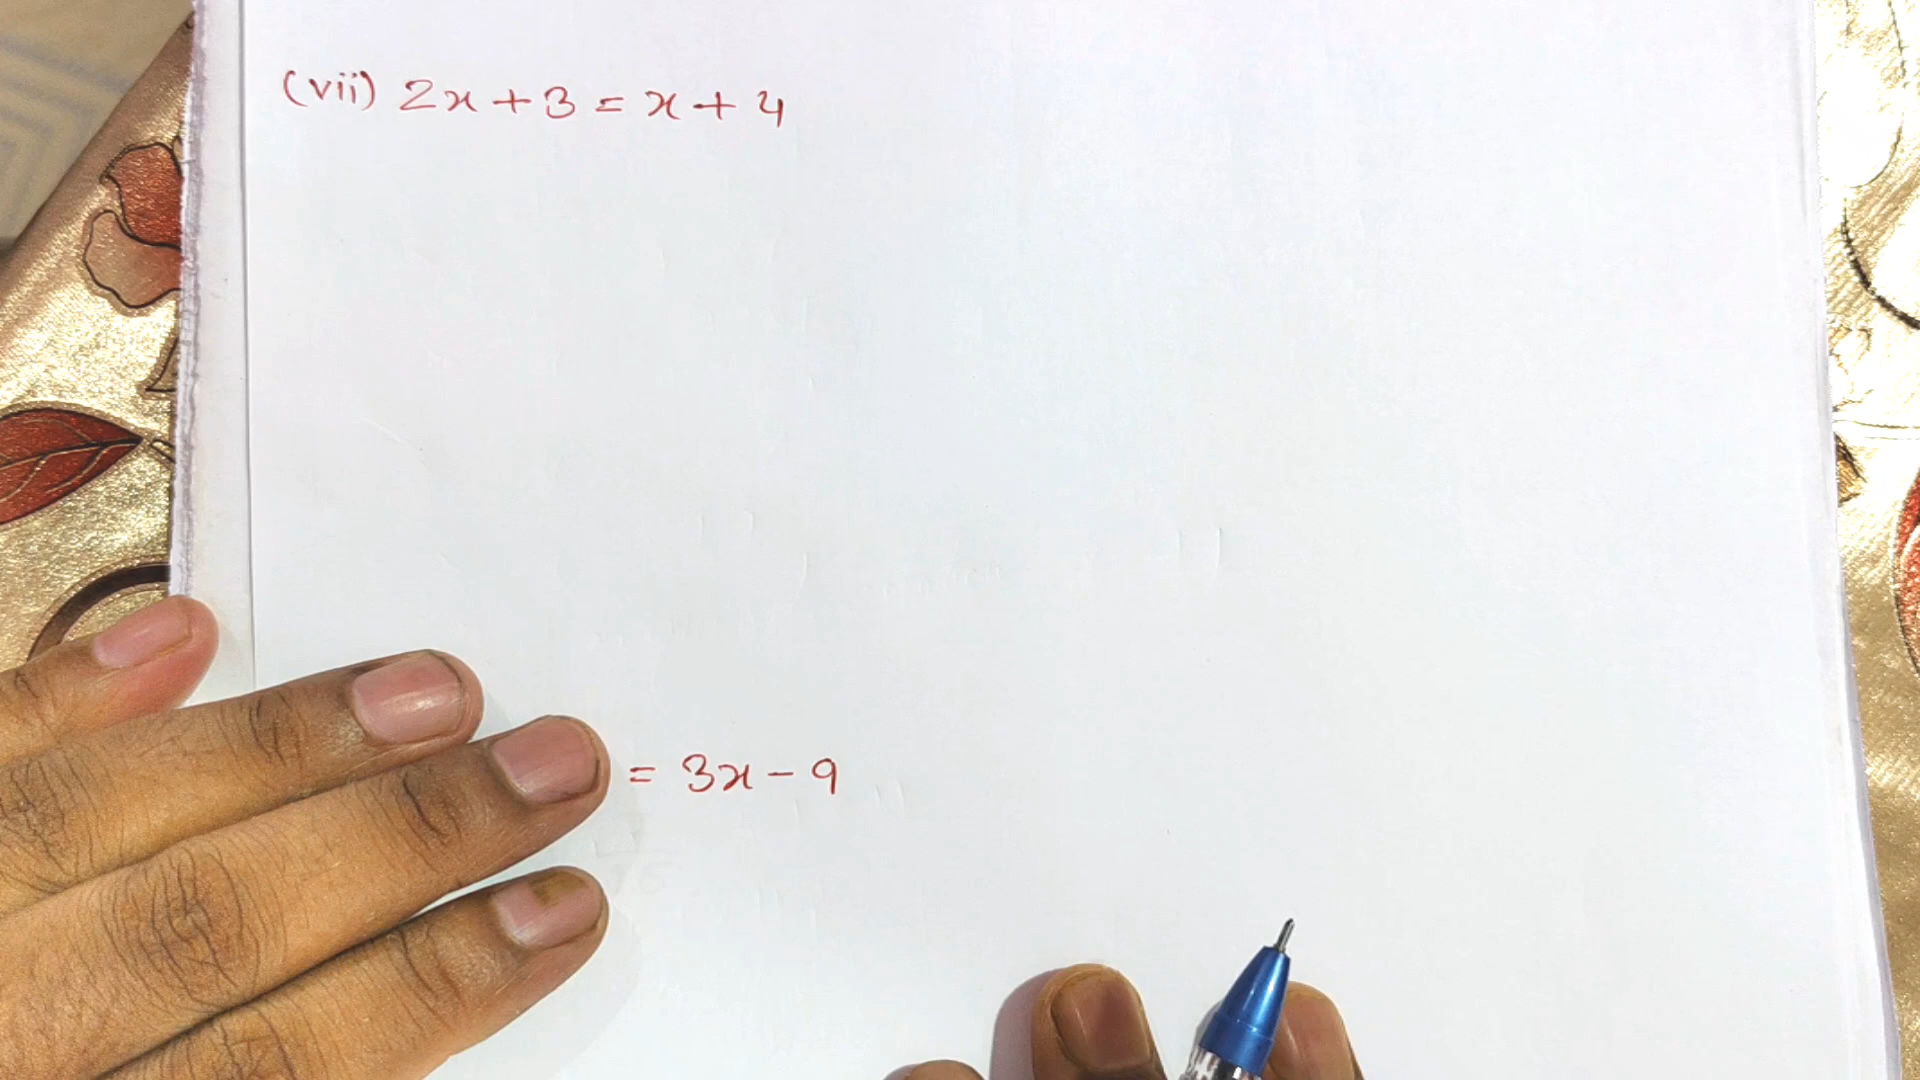 (vii) 2x + 3 = x + 4
= 3x - 9